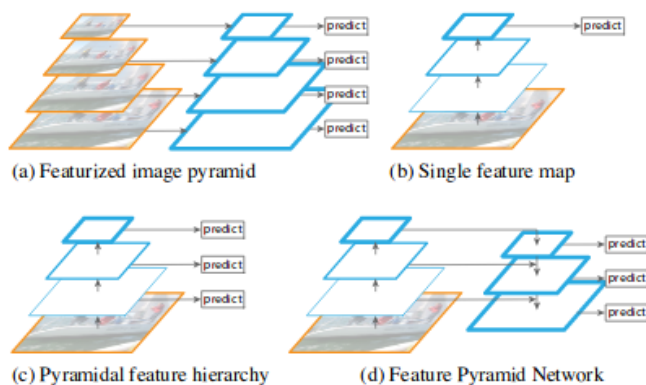 predict
predict
predict
predict
predict
(a) Featurized image pyramid
(b) Single feature map
predict
predict
predict
predict
predict
predict
(c) Pyramidal feature hierarchy
(d) Feature Pyramid Network